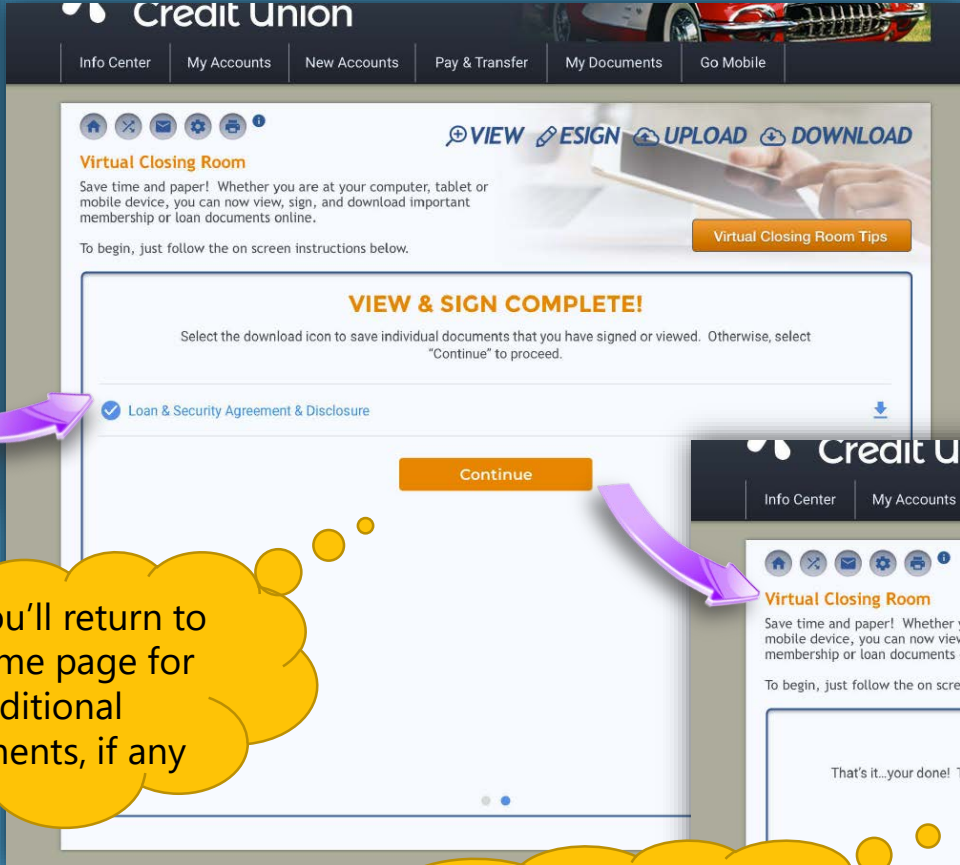 Credit Union
Info Center My Accounts New Accounts Pay & Transfer My Documents Go Mobile
VIEW ESIGN UPLOAD DOWNLOAD
Virtual Closing Room
Save time and paper! Whether you are at your computer, tablet or
mobile device, you can now view, sign, and download important
membership or loan documents online.
To begin, just follow the on screen instructions below.
Virtual Closing Room Tips
VIEW & SIGN COMPLETE!
Select the download icon to save individual documents that you have signed or viewed. Otherwise, select
"Continue" to proceed.
Loan & Security Agreement & Disclosure
Continue
return to
page for
if any
Credit
Info Center My Accounts
Virtual Closing Room
Save time and paper! Whether
mobile device, you can now
membership or loan documents
To begin, just follow the on
That's it...your done!